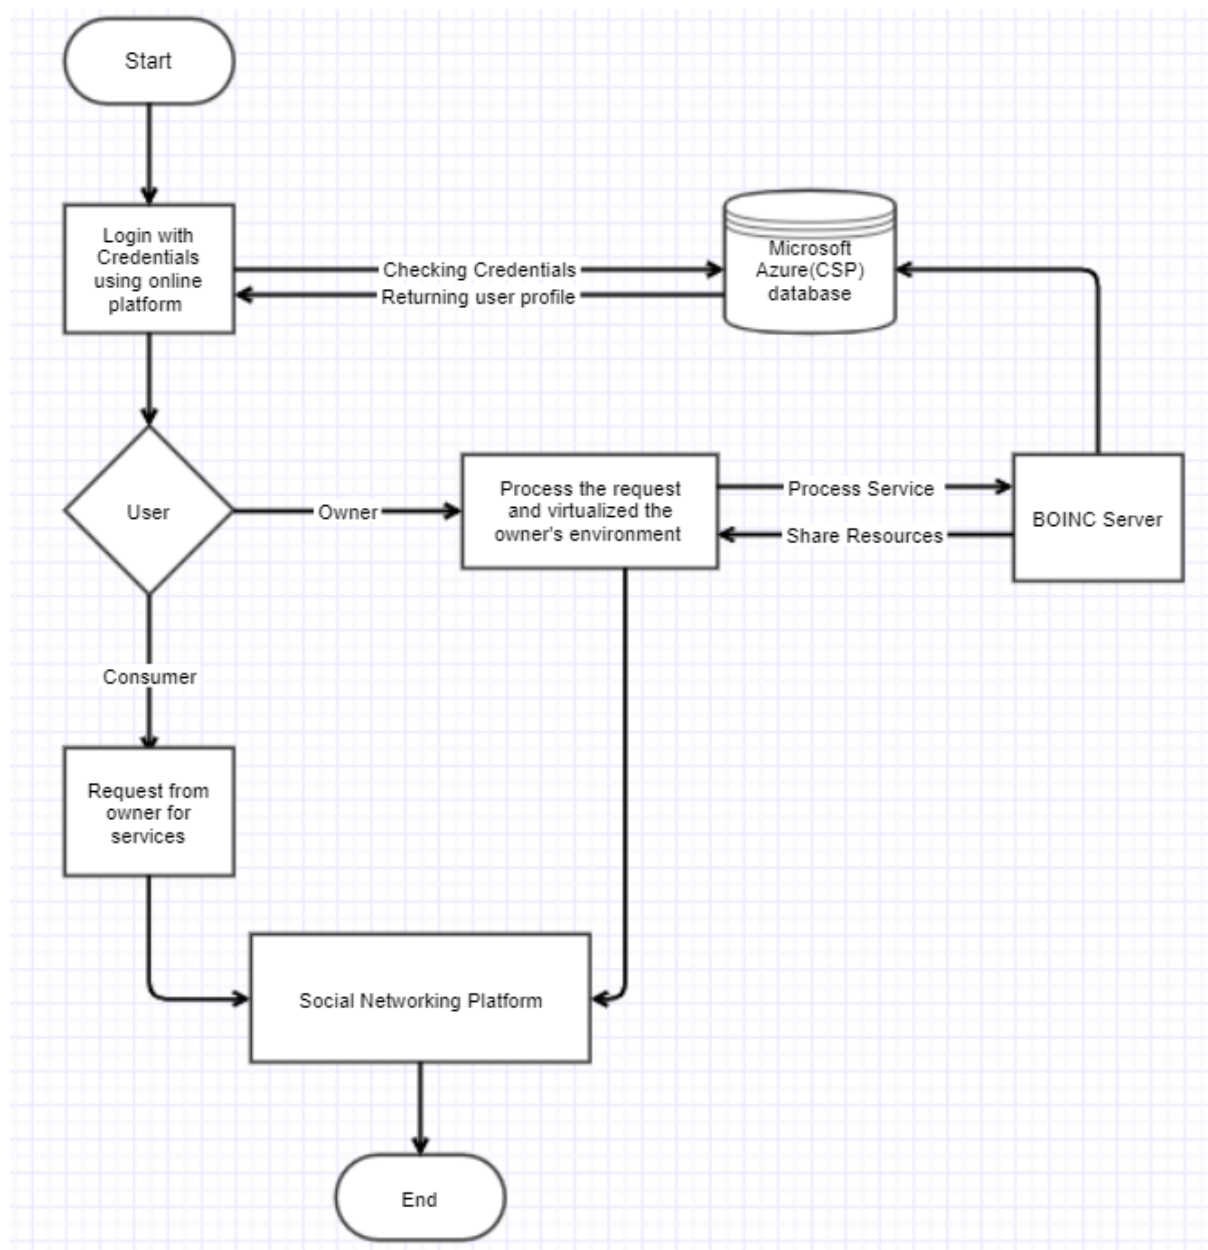 Start
Login with
Credentials
using online
platform
Checking Credentials
Returning user profile
Microsoft
Azure(CSP)
database
User
Owner
Process the request
and virtualized the
owner's environment
Process Service
Share Resources
BOINC Server
Consumer
Request from
owner for
services
Social Networking Platform
End